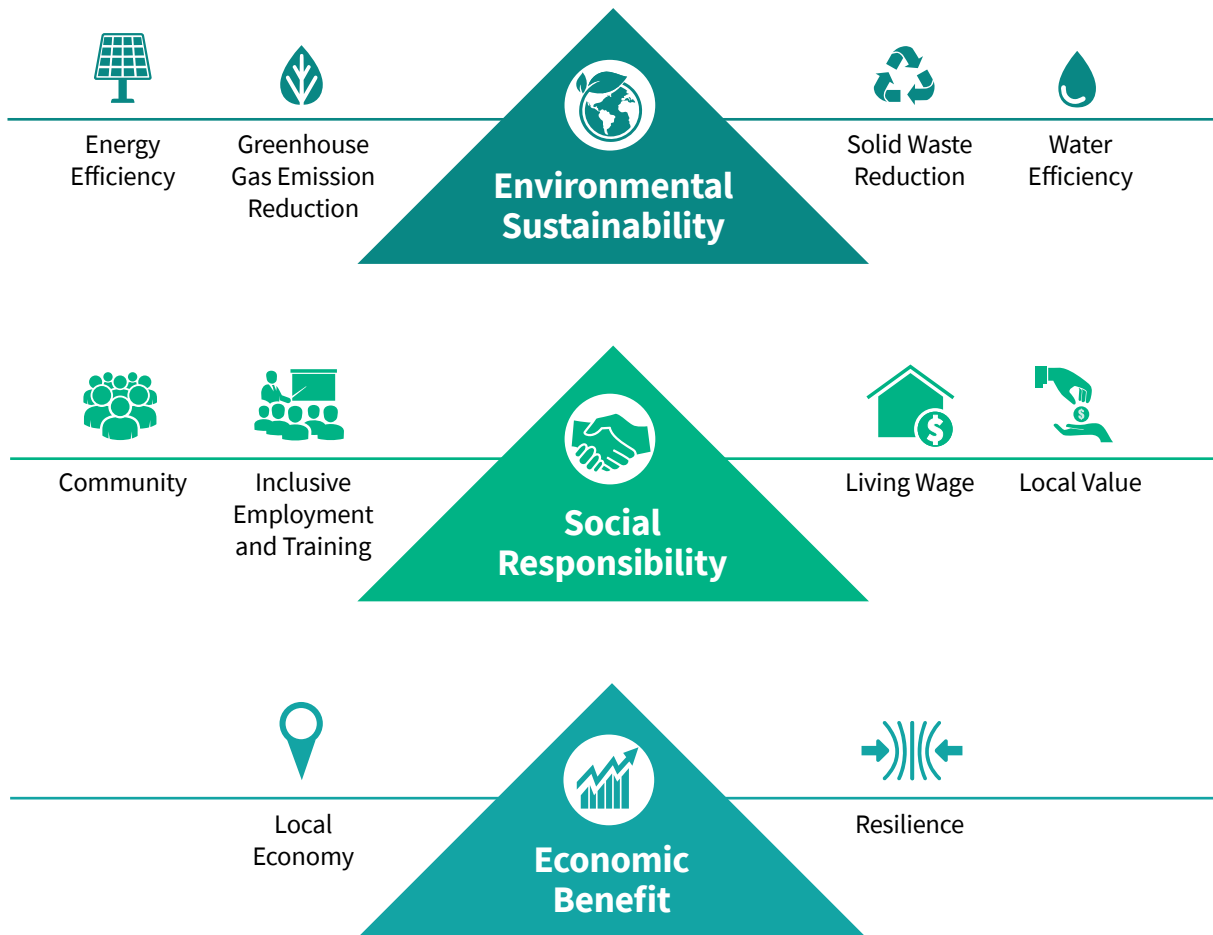 Energy
Efficiency
Greenhouse
Gas Emission
Reduction
Environmental
Sustainability
Solid Waste
Reduction
Water
Efficiency
Community
Inclusive
Employment
and Training
Social
Responsibility
$
Living Wage
$
Local Value
Local
Economy
Economic
Benefit
Resilience